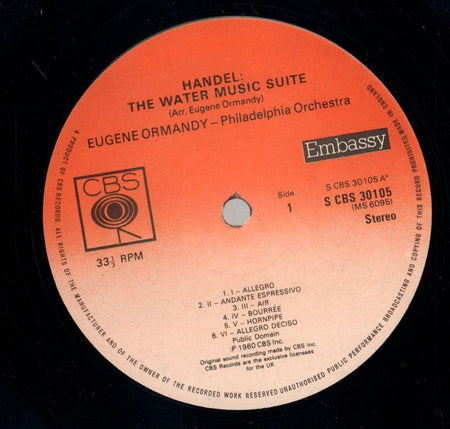 HANDEL:
THE WATER MUSIC SUITE
(Arr. Eugene Ormandy)
EUGENE ORMANDY – Philadelphia Orchestra
Embassy
CBS
33⅓ RPM
Side
1
S CBS 30105 A°
S CBS 30105
(MS 6095)
Stereo
1. I – ALLEGRO
2. II – ANDANTE ESPRESSIVO
3. III – AIR
4. IV – BOURRÉE
5. V – HORNPIPE
6. VI – ALLEGRO DECISO
Public Domain
℗ 1960 CBS Inc.
Original sound recording made by CBS Inc.
CBS Records are the exclusive licensees
for the UK
A PRODUCT OF CBS RECORDS. ALL RIGHTS OF THE MANUFACTURER AND OF THE OWNER OF THE RECORDED WORK RESERVED UNAUTHORISED PUBLIC PERFORMANCE BROADCASTING AND COPYING OF THIS RECORD PROHIBITED MADE IN ENGLAND